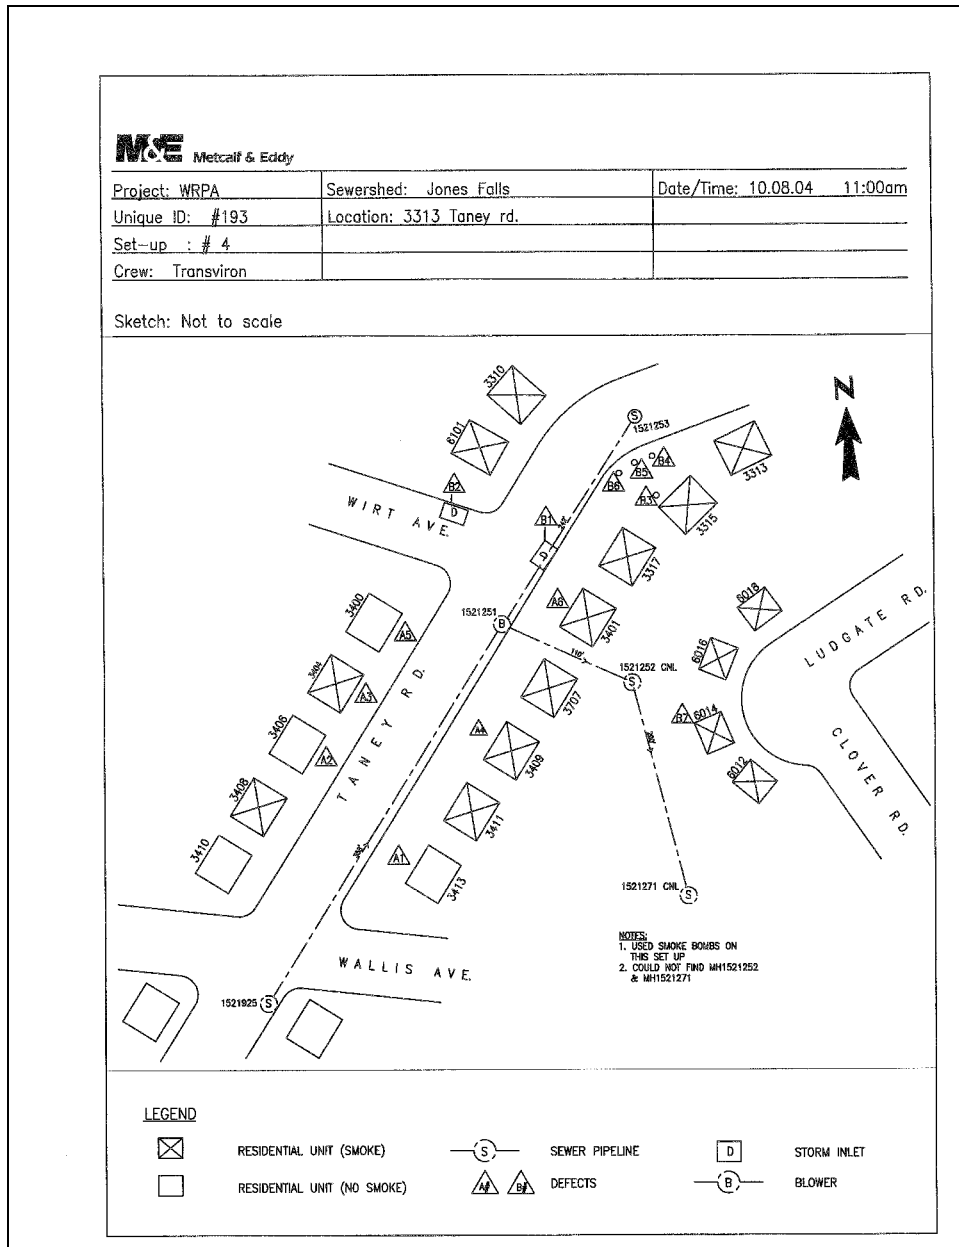 M&E Metcalf & Eddy
Project: WRPA
Sewershed: Jones Falls
Date/Time: 10.08.04 11:00am
Unique ID: #193
Location: 3313 Taney rd.
Set-up : # 4
Crew: Transviron
Sketch: Not to scale
N
3310
S
1521253
6101
B4
B5
3313
B2
B6
B3
D
WIRT AVE.
B1
3315
D
3317
6018
3400
A6
LUDGATE RD.
1521251
B
3401
A5
6016
110'
1521252 CNL
S
3404
A3
3707
B7
6014
3406
A4
A2
TANEY RD.
3409
CLOVER RD.
6012
3408
3411
3410
A1
3413
1521271 CNL
S
NOTES:
1. USED SMOKE BOMBS ON
THIS SET UP
2. COULD NOT FIND MH1521252
& MH1521271
WALLIS AVE.
1521925
S
LEGEND
RESIDENTIAL UNIT (SMOKE)
S
SEWER PIPELINE
D
STORM INLET
RESIDENTIAL UNIT (NO SMOKE)
A#
B#
DEFECTS
B
BLOWER